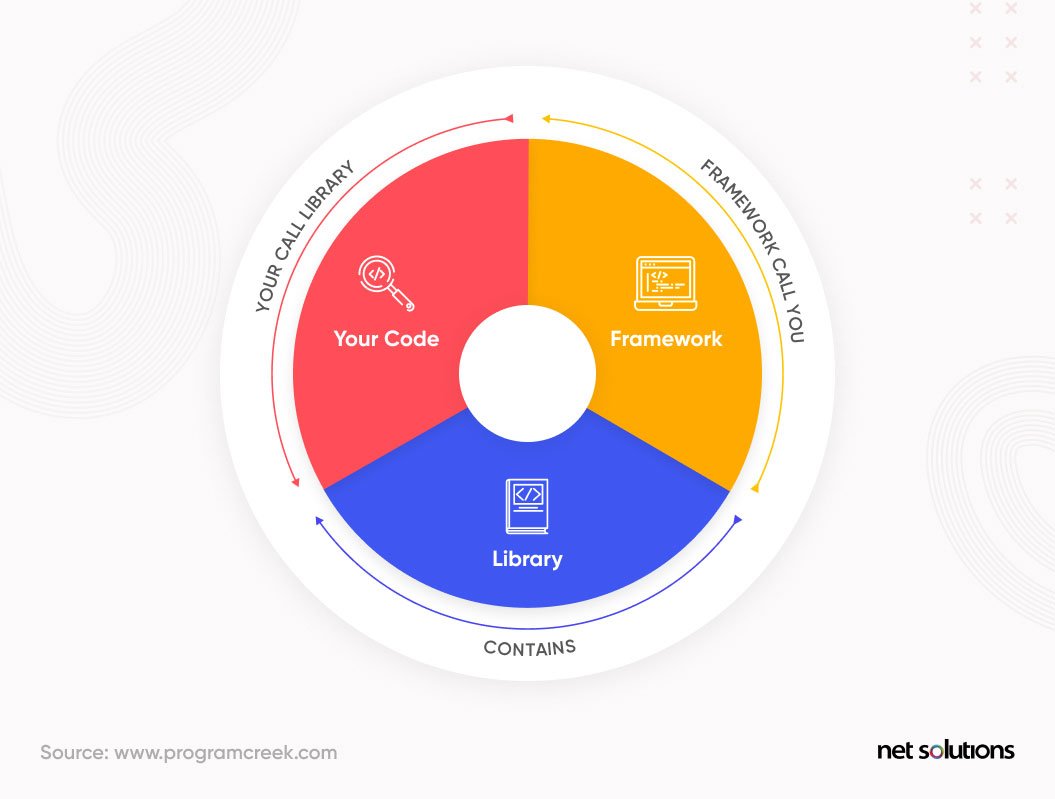 YOUR CALL LIBRARY
FRAMEWORK CALL YOU
Your Code
Framework
Library
CONTAINS
Source: www.programcreek.com
net solutions